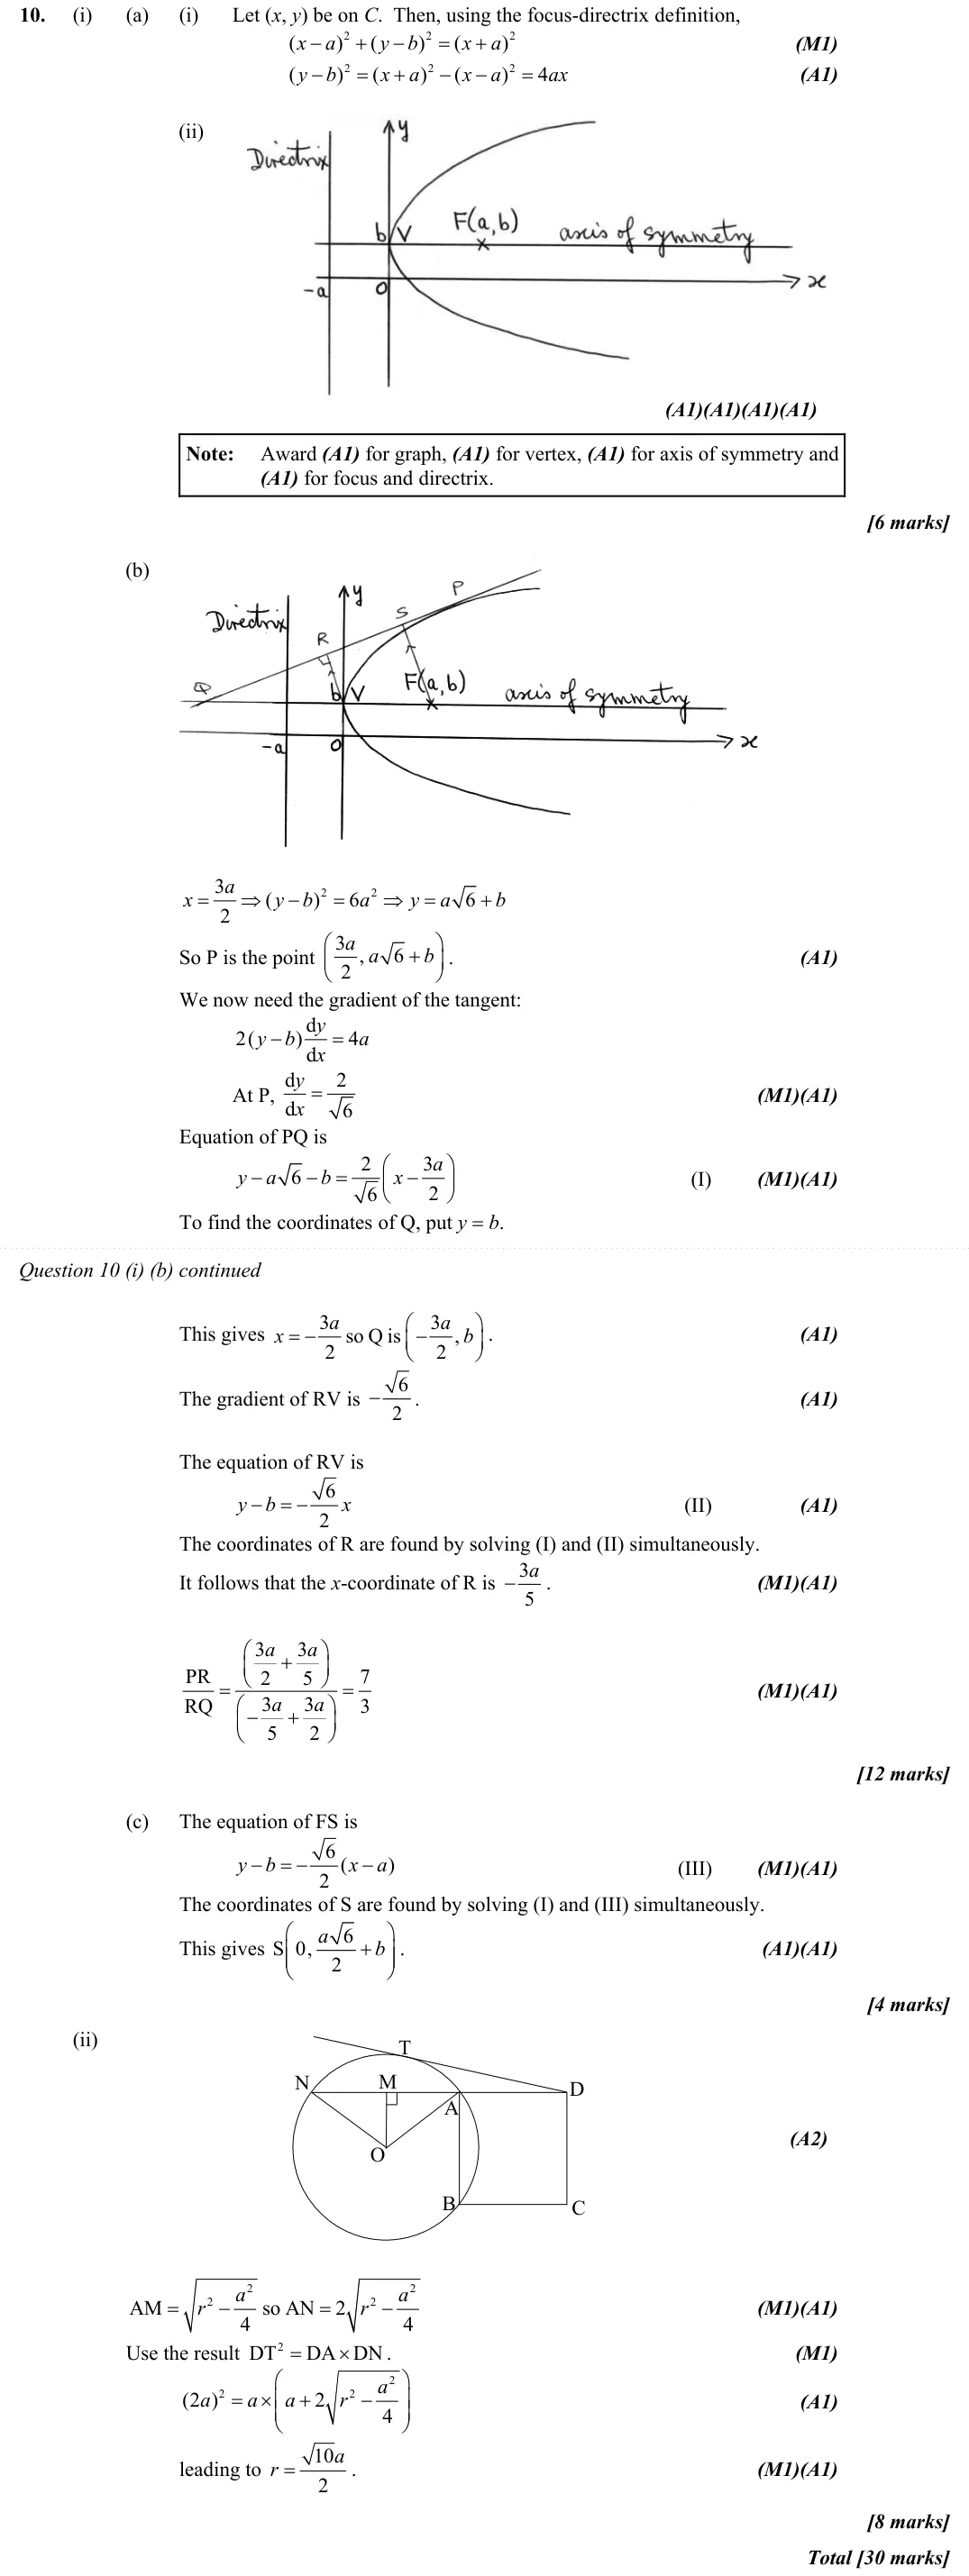 10. (i) (a) (i) Let (x, y) be on C. Then, using the focus-directrix definition,
(x − a)² + (y − b)² = (x + a)² (M1)
(y − b)² = (x + a)² − (x − a)² = 4ax (A1)
(ii)
Directrix
y
b
V
F(a, b)
axis of symmetry
-a
0
x
(A1)(A1)(A1)(A1)
Note: Award (A1) for graph, (A1) for vertex, (A1) for axis of symmetry and
(A1) for focus and directrix.
[6 marks]
(b)
Directrix
y
P
S
R
Q
b
V
F(a, b)
axis of symmetry
-a
0
x
x = 3a/2 ⇒ (y − b)² = 6a² ⇒ y = a√6 + b
So P is the point (3a/2, a√6 + b). (A1)
We now need the gradient of the tangent:
2(y − b) dy/dx = 4a
At P, dy/dx = 2/√6 (M1)(A1)
Equation of PQ is
y − a√6 − b = 2/√6 (x − 3a/2) (I) (M1)(A1)
To find the coordinates of Q, put y = b.
Question 10 (i) (b) continued
This gives x = −3a/2 so Q is (−3a/2, b). (A1)
The gradient of RV is −√6/2. (A1)
The equation of RV is
y − b = −√6/2 x (II) (A1)
The coordinates of R are found by solving (I) and (II) simultaneously.
It follows that the x-coordinate of R is −3a/5. (M1)(A1)
PR/RQ = (3a/2 + 3a/5)/(−3a/5 + 3a/2) = 7/3 (M1)(A1)
[12 marks]
(c) The equation of FS is
y − b = −√6/2 (x − a) (III) (M1)(A1)
The coordinates of S are found by solving (I) and (III) simultaneously.
This gives S(0, a√6/2 + b). (A1)(A1)
[4 marks]
(ii)
T
N
M
D
A
O
B
C
(A2)
AM = √(r² − a²/4) so AN = 2√(r² − a²/4) (M1)(A1)
Use the result DT² = DA × DN. (M1)
(2a)² = a × (a + 2√(r² − a²/4)) (A1)
leading to r = √10a/2. (M1)(A1)
[8 marks]
Total [30 marks]